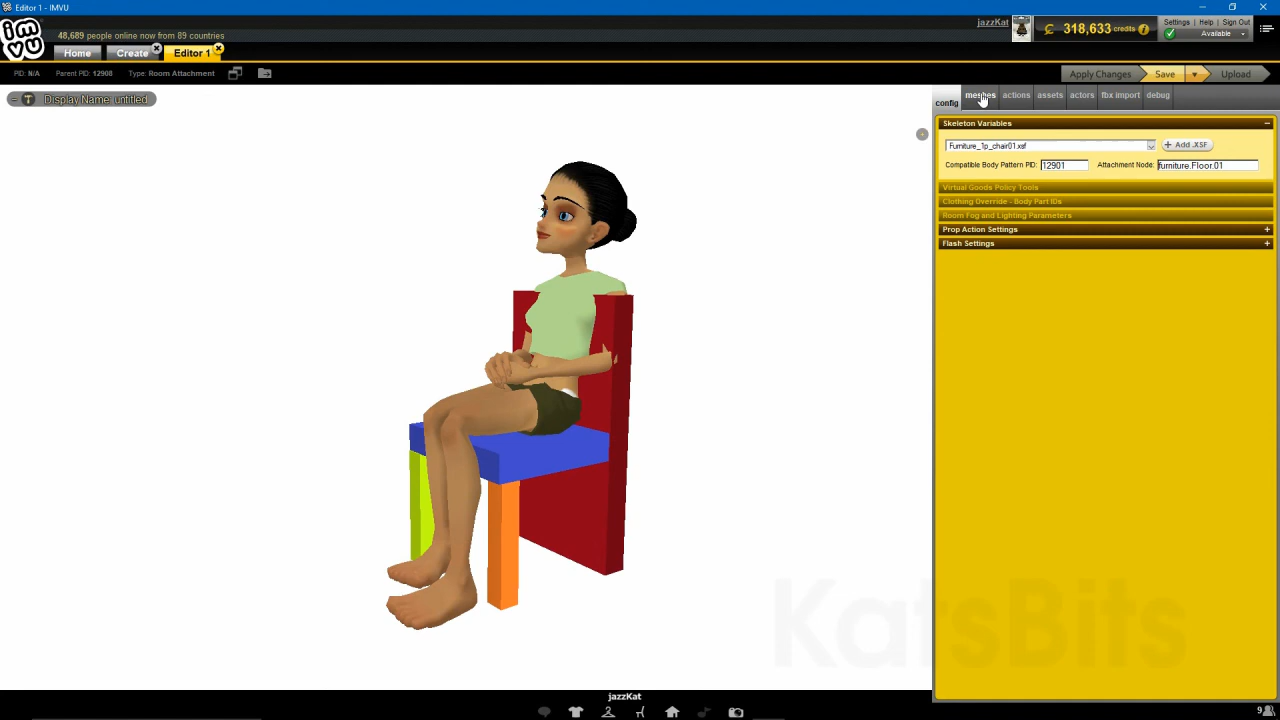 Editor 1 - IMVU
imvu
48,689 people online now from 89 countries
jazzKat
318,633 credits
Settings | Help | Sign Out
Available
Home
Create
Editor 1
PID: N/A
Parent PID: 12908
Type: Room Attachment
Apply Changes
Save
Upload
Display Name: untitled
config
meshes
actions
assets
actors
fbx import
debug
Skeleton Variables
Furniture_1p_chair01.xsf
+ Add .XSF
Compatible Body Pattern PID: 12901
Attachment Node: furniture.Floor.01
Virtual Goods Policy Tools
Clothing Override - Body Part IDs
Room Fog and Lighting Parameters
Prop Action Settings
Flash Settings
KatsBits
jazzKat
9